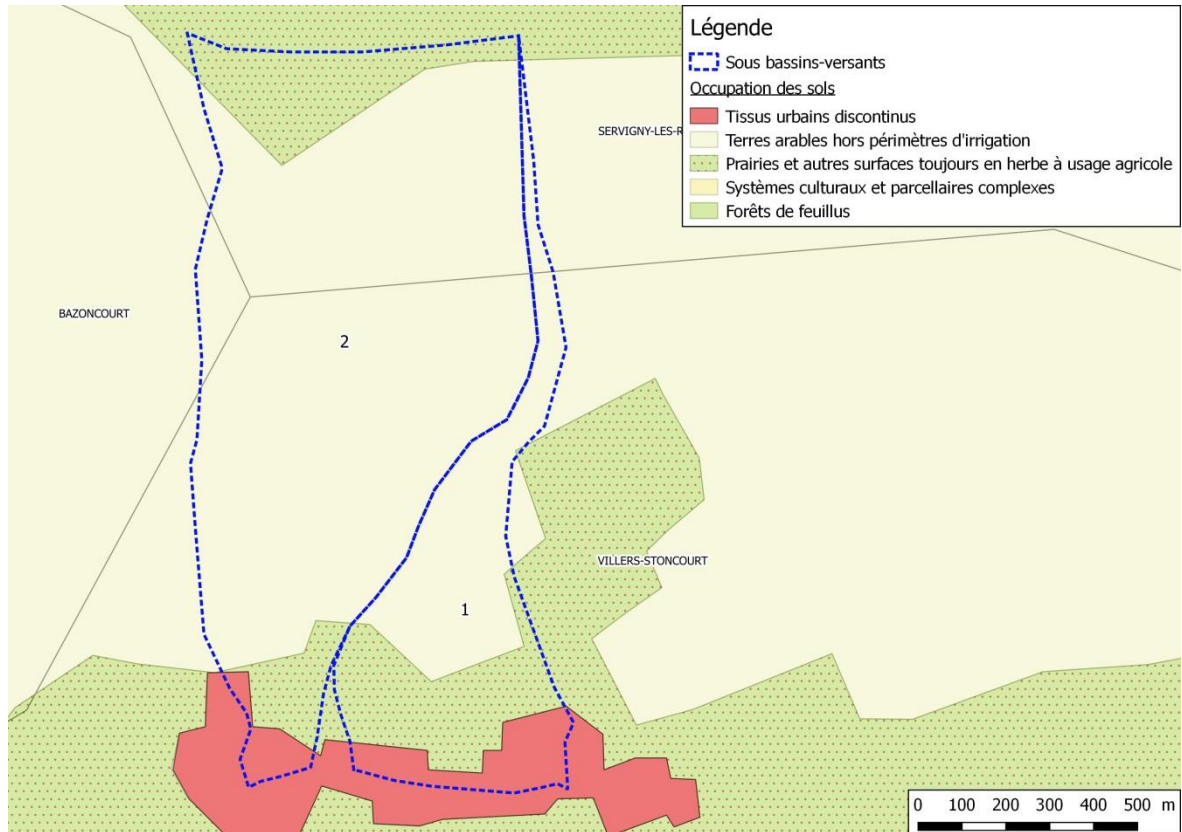 Légende
Sous bassins-versants
Occupation des sols
Tissus urbains discontinus
Terres arables hors périmètres d'irrigation
Prairies et autres surfaces toujours en herbe à usage agricole
Systèmes culturaux et parcellaires complexes
Forêts de feuillus
SERVIGNY-LES-R
BAZONCOURT
2
VILLERS-STONCOURT
1
0 100 200 300 400 500 m